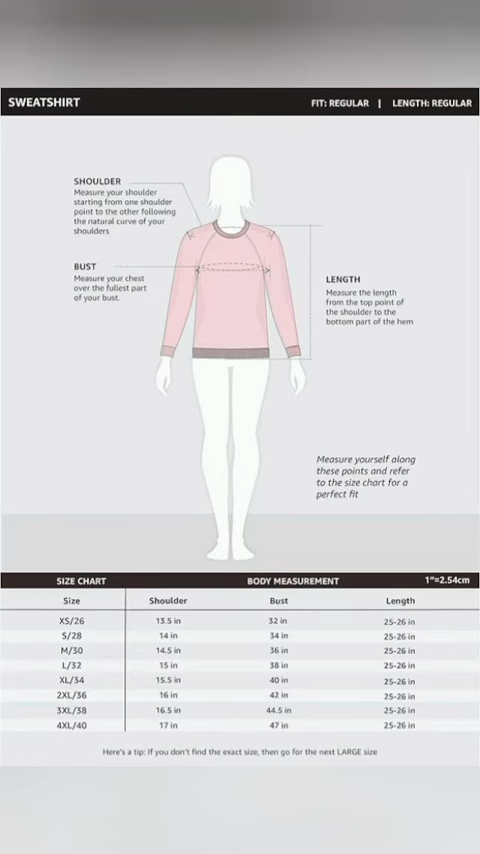 SWEATSHIRT
FIT: REGULAR | LENGTH: REGULAR
SHOULDER
Measure your shoulder
starting from one shoulder
point to the other following
the natural curve of your
shoulders
BUST
Measure your chest
over the fullest part
of your bust.
LENGTH
Measure the length
from the top point of
the shoulder to the
bottom part of the hem
Measure yourself along
these points and refer
to the size chart for a
perfect fit
SIZE CHART BODY MEASUREMENT 1"=2.54cm
Size Shoulder Bust Length
XS/26 13.5 in 32 in 25-26 in
S/28 14 in 34 in 25-26 in
M/30 14.5 in 36 in 25-26 in
L/32 15 in 38 in 25-26 in
XL/34 15.5 in 40 in 25-26 in
2XL/36 16 in 42 in 25-26 in
3XL/38 16.5 in 44.5 in 25-26 in
4XL/40 17 in 47 in 25-26 in
Here's a tip: If you don't find the exact size, then go for the next LARGE size